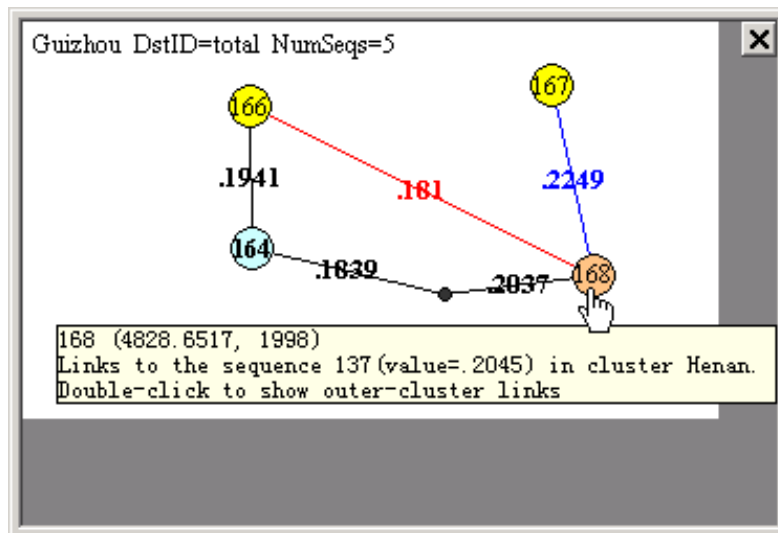 Guizhou DstID=total NumSeqs=5
166
167
.1941
.181
.2249
164
.1839
.2037
168
168 (4828.6517, 1998)
Links to the sequence 137(value=.2045) in cluster Henan.
Double-click to show outer-cluster links